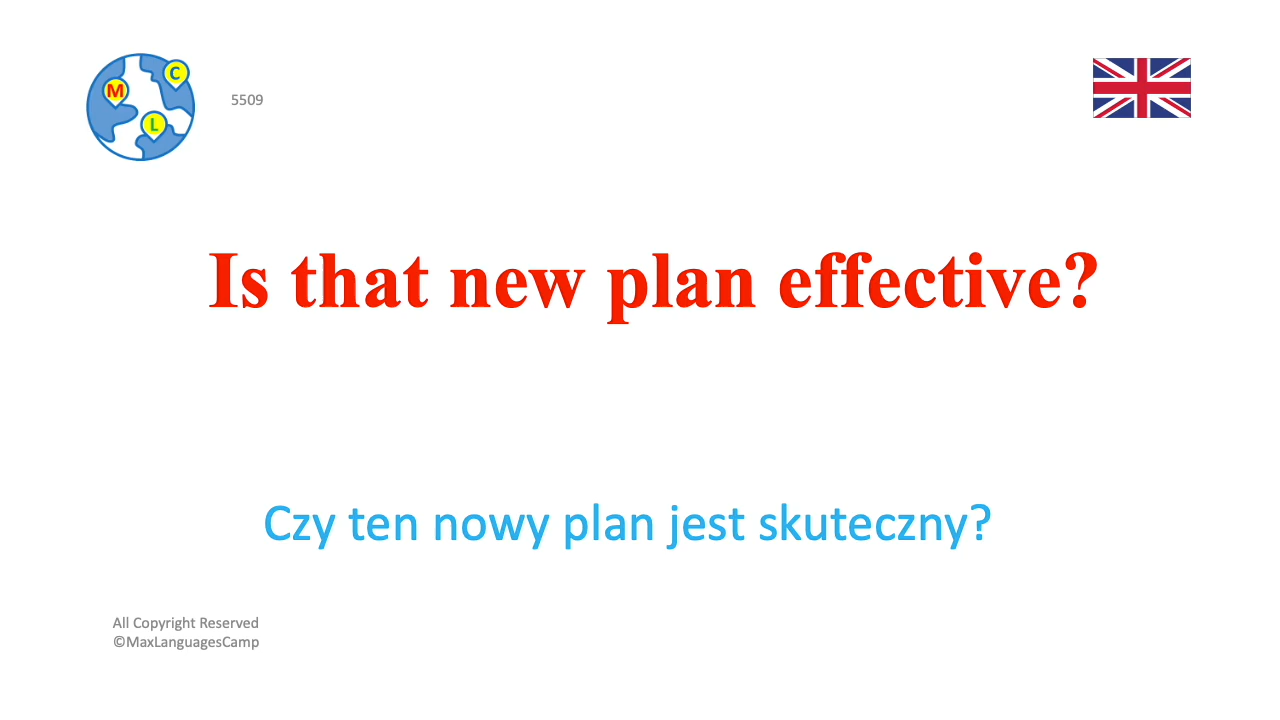 C
M
L
5509
Is that new plan effective?
Czy ten nowy plan jest skuteczny?
All Copyright Reserved
©MaxLanguagesCamp